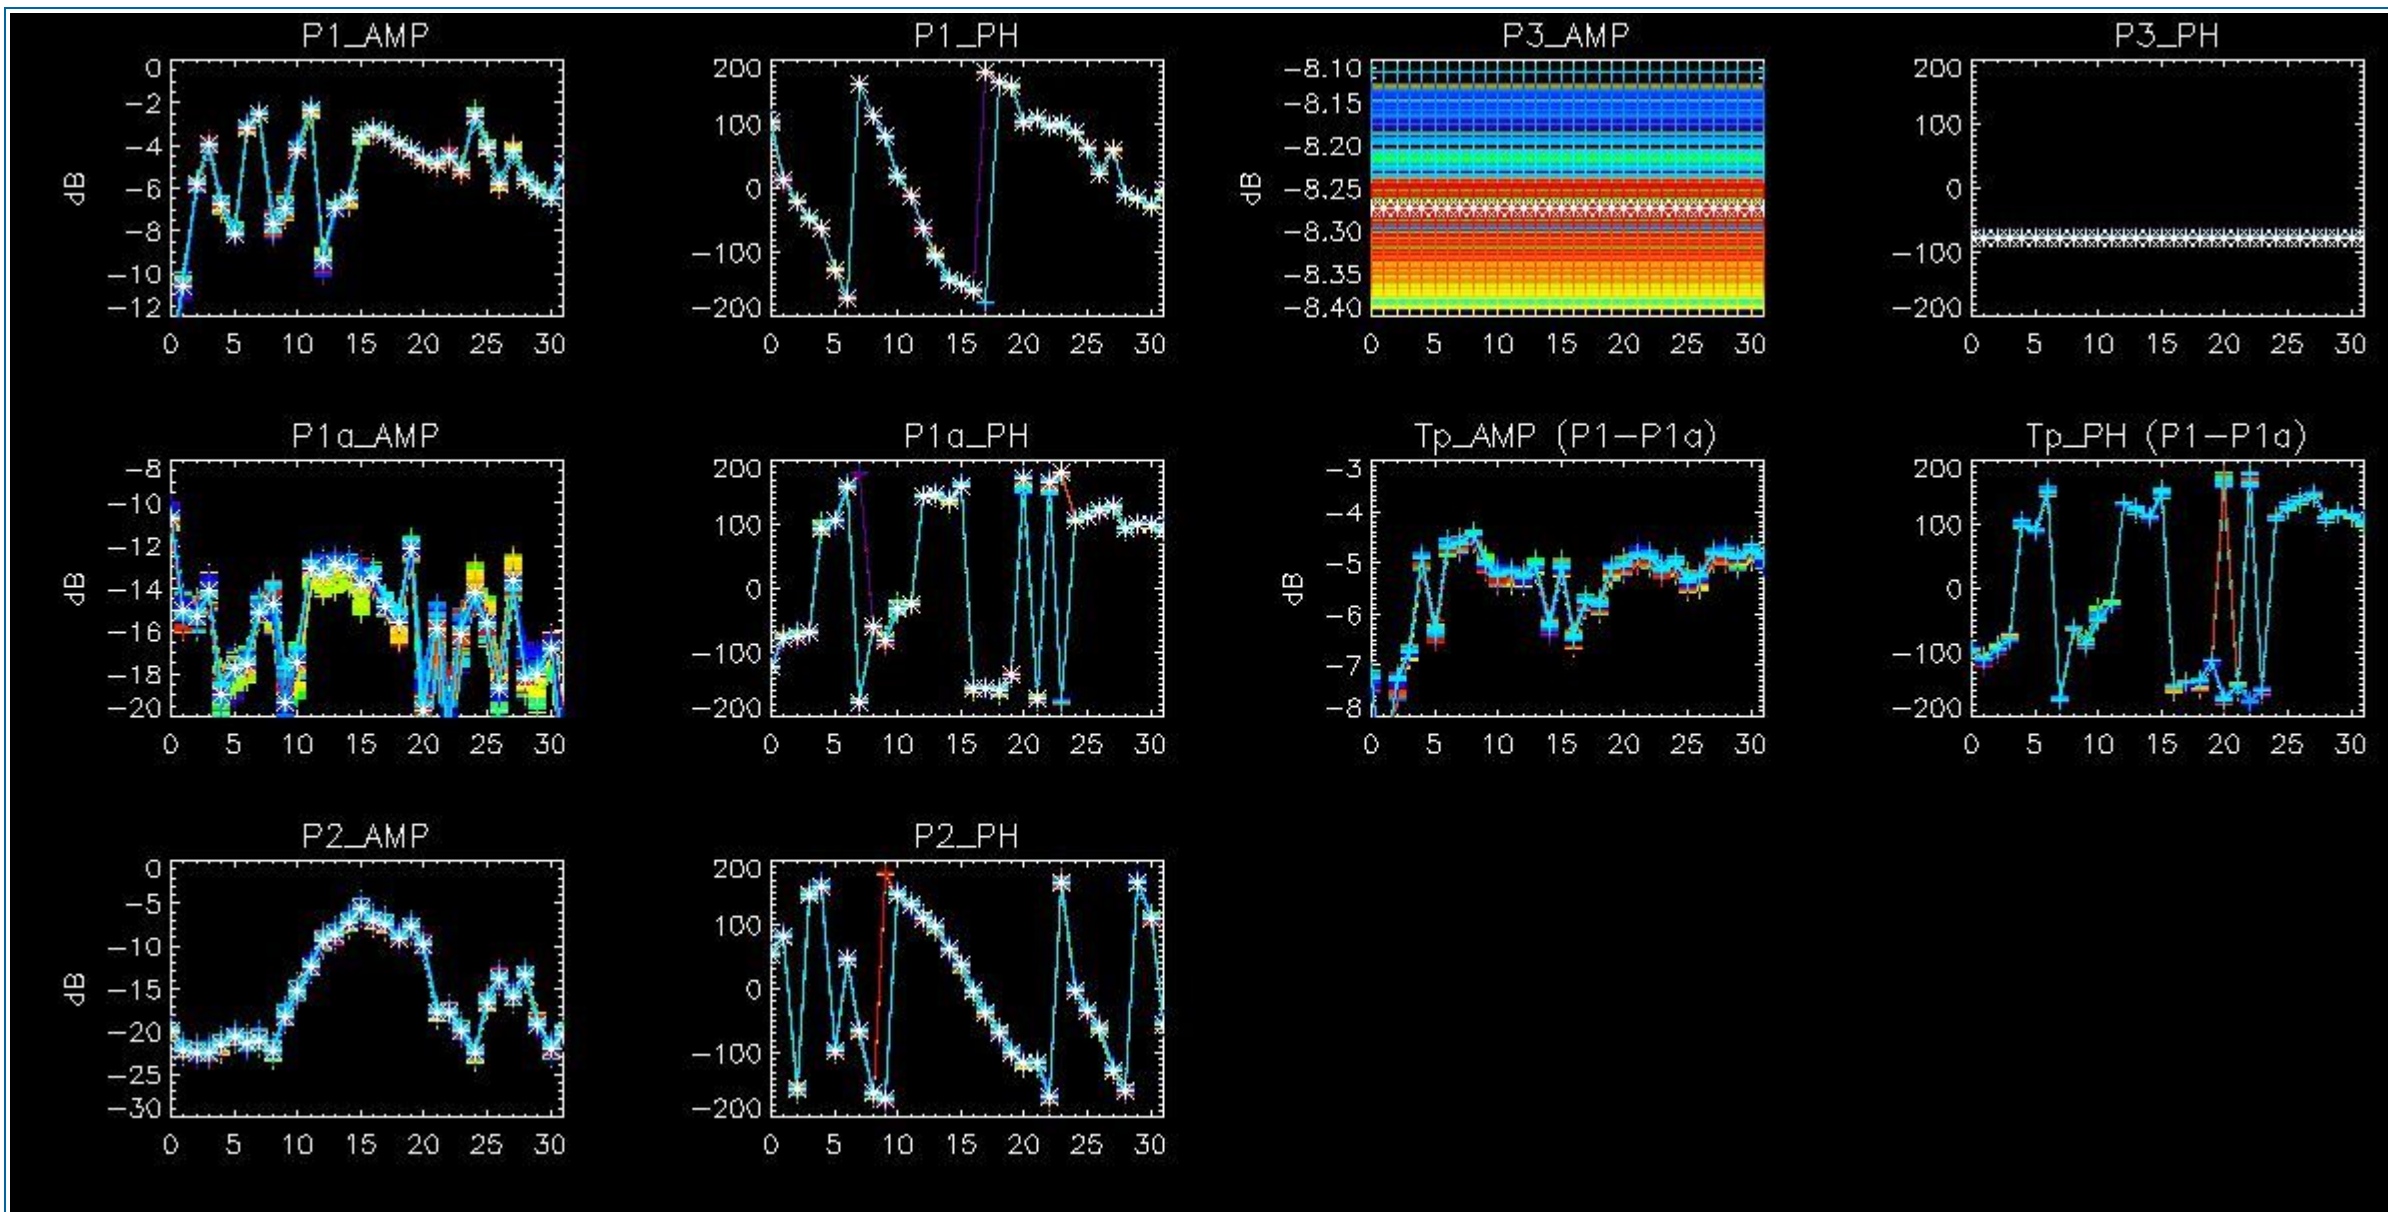 P1_AMP
P1_PH
P3_AMP
P3_PH
0
−2
−4
−6
−8
−10
−12
dB
0 5 10 15 20 25 30
200
100
0
−100
−200
0 5 10 15 20 25 30
−8.10
−8.15
−8.20
−8.25
−8.30
−8.35
−8.40
dB
0 5 10 15 20 25 30
200
100
0
−100
−200
0 5 10 15 20 25 30
P1a_AMP
P1a_PH
Tp_AMP (P1−P1a)
Tp_PH (P1−P1a)
−8
−10
−12
−14
−16
−18
−20
dB
0 5 10 15 20 25 30
200
100
0
−100
−200
0 5 10 15 20 25 30
−3
−4
−5
−6
−7
−8
dB
0 5 10 15 20 25 30
200
100
0
−100
−200
0 5 10 15 20 25 30
P2_AMP
P2_PH
0
−5
−10
−15
−20
−25
−30
dB
0 5 10 15 20 25 30
200
100
0
−100
−200
0 5 10 15 20 25 30